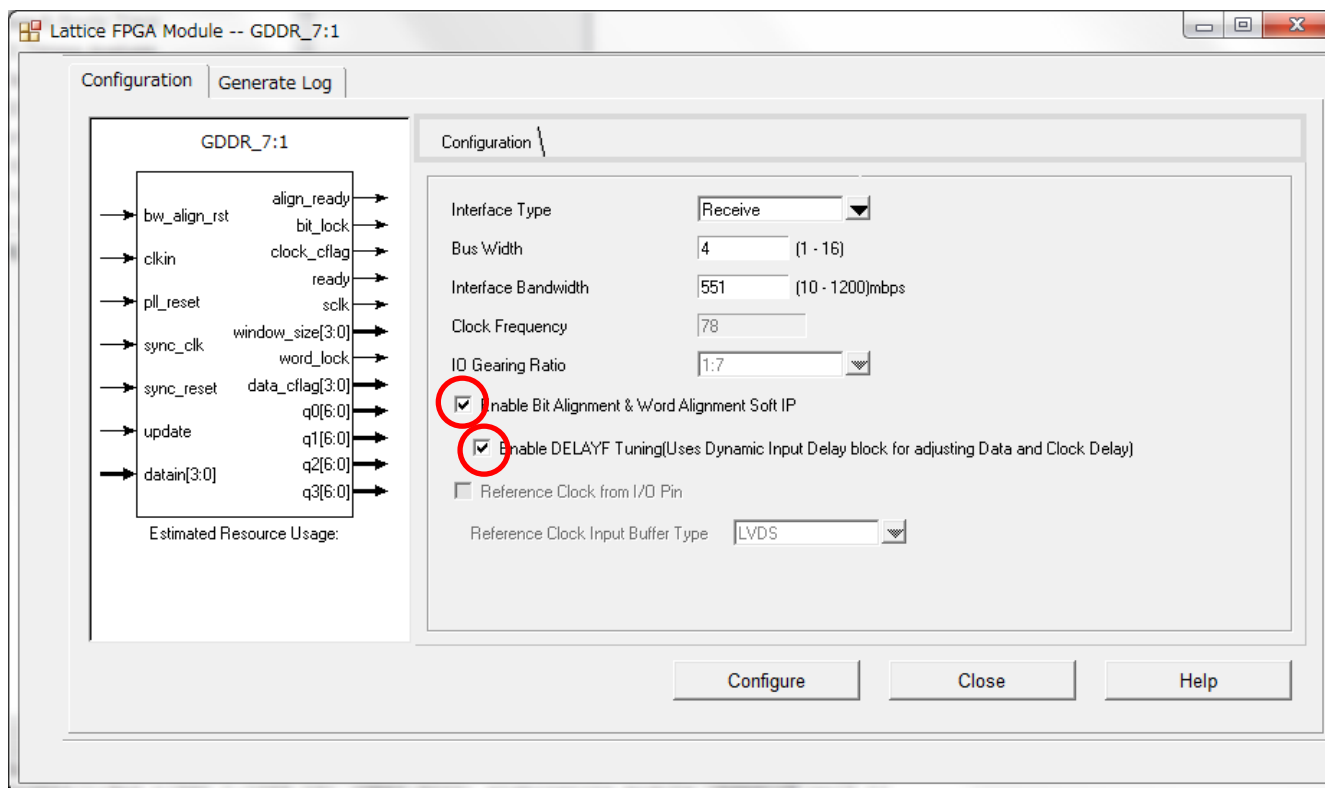 Lattice FPGA Module -- GDDR_7:1
Configuration
Generate Log
GDDR_7:1
bw_align_rst
clkin
pll_reset
sync_clk
sync_reset
update
datain[3:0]
align_ready
bit_lock
clock_cflag
ready
sclk
window_size[3:0]
word_lock
data_cflag[3:0]
q0[6:0]
q1[6:0]
q2[6:0]
q3[6:0]
Estimated Resource Usage:
Configuration
Interface Type Receive
Bus Width 4 (1 - 16)
Interface Bandwidth 551 (10 - 1200)mbps
Clock Frequency 78
IO Gearing Ratio 1:7
Enable Bit Alignment & Word Alignment Soft IP
Enable DELAYF Tuning(Uses Dynamic Input Delay block for adjusting Data and Clock Delay)
Reference Clock from I/O Pin
Reference Clock Input Buffer Type LVDS
Configure Close Help